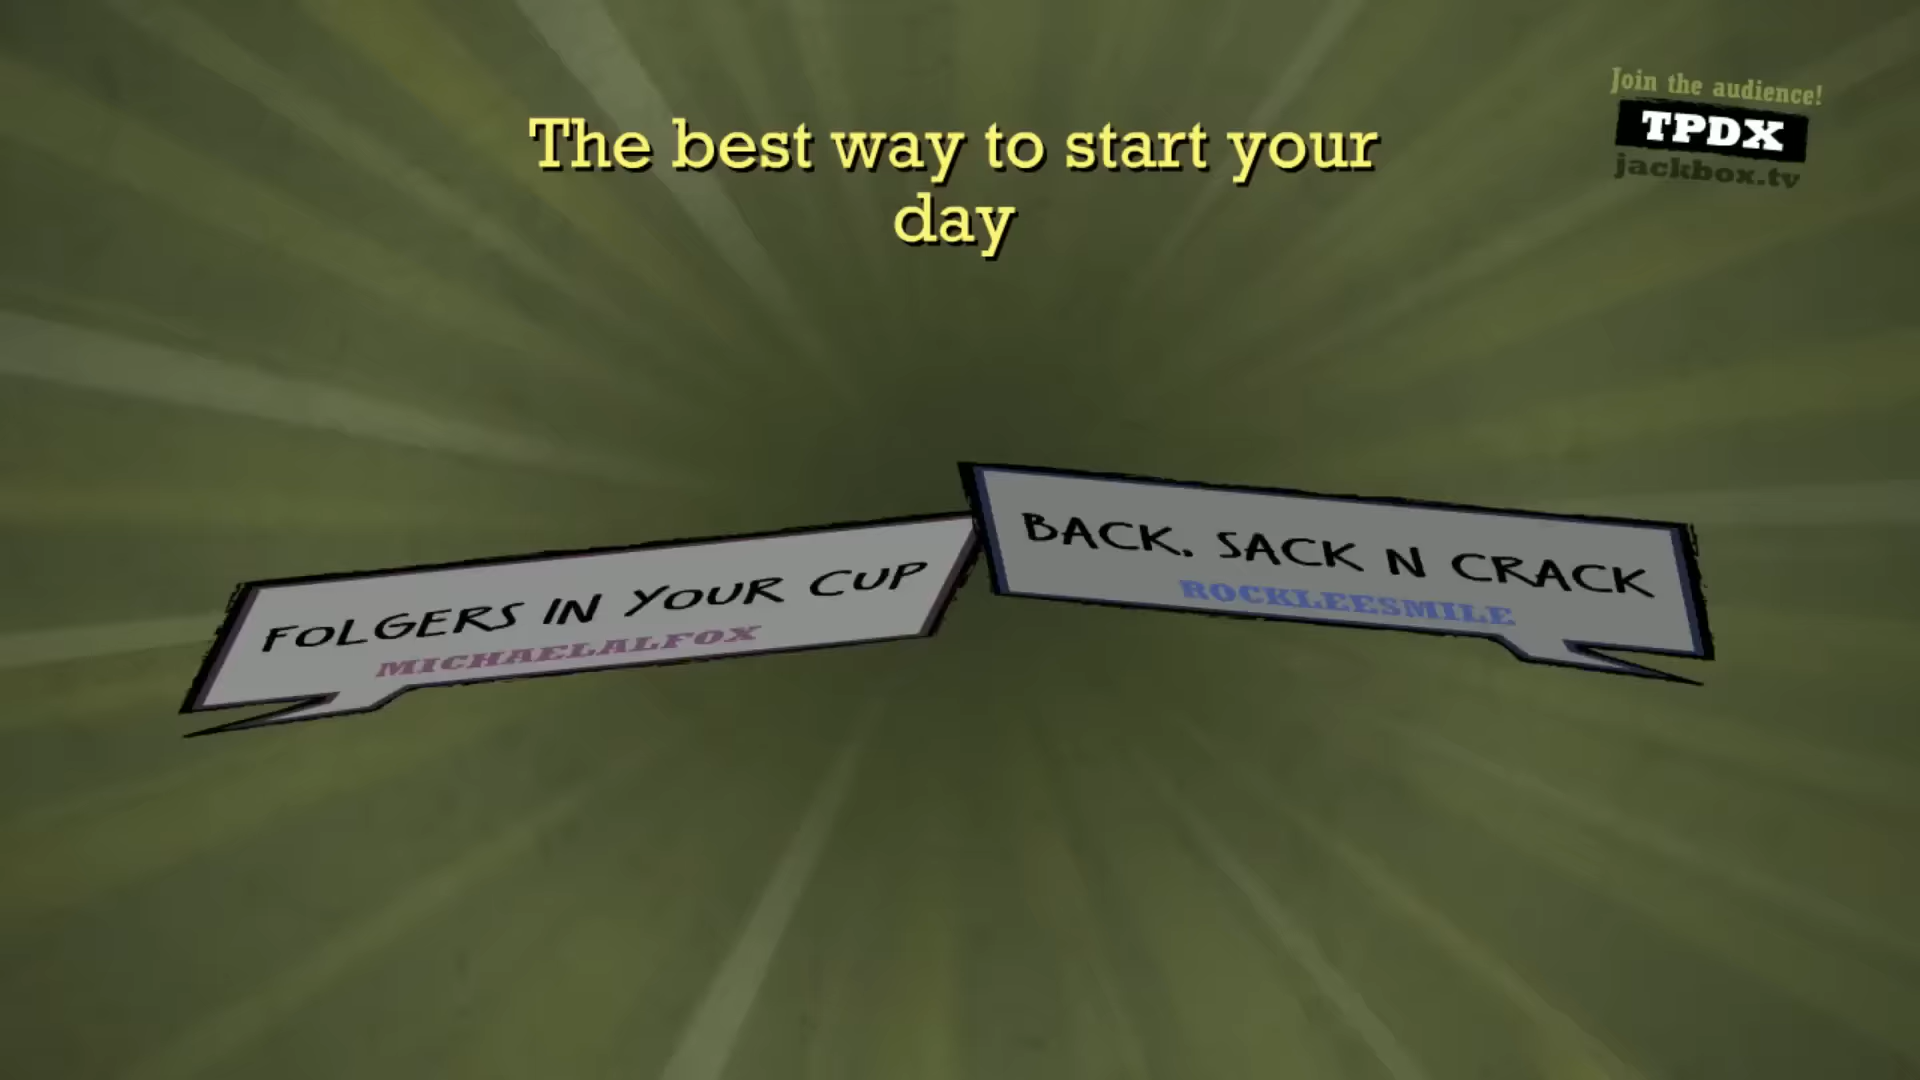 Join the audience!
TPDX
jackbox.tv
The best way to start your
day
FOLGERS IN YOUR CUP
MICHAELALFOX
BACK, SACK N CRACK
ROCKLEESMILE